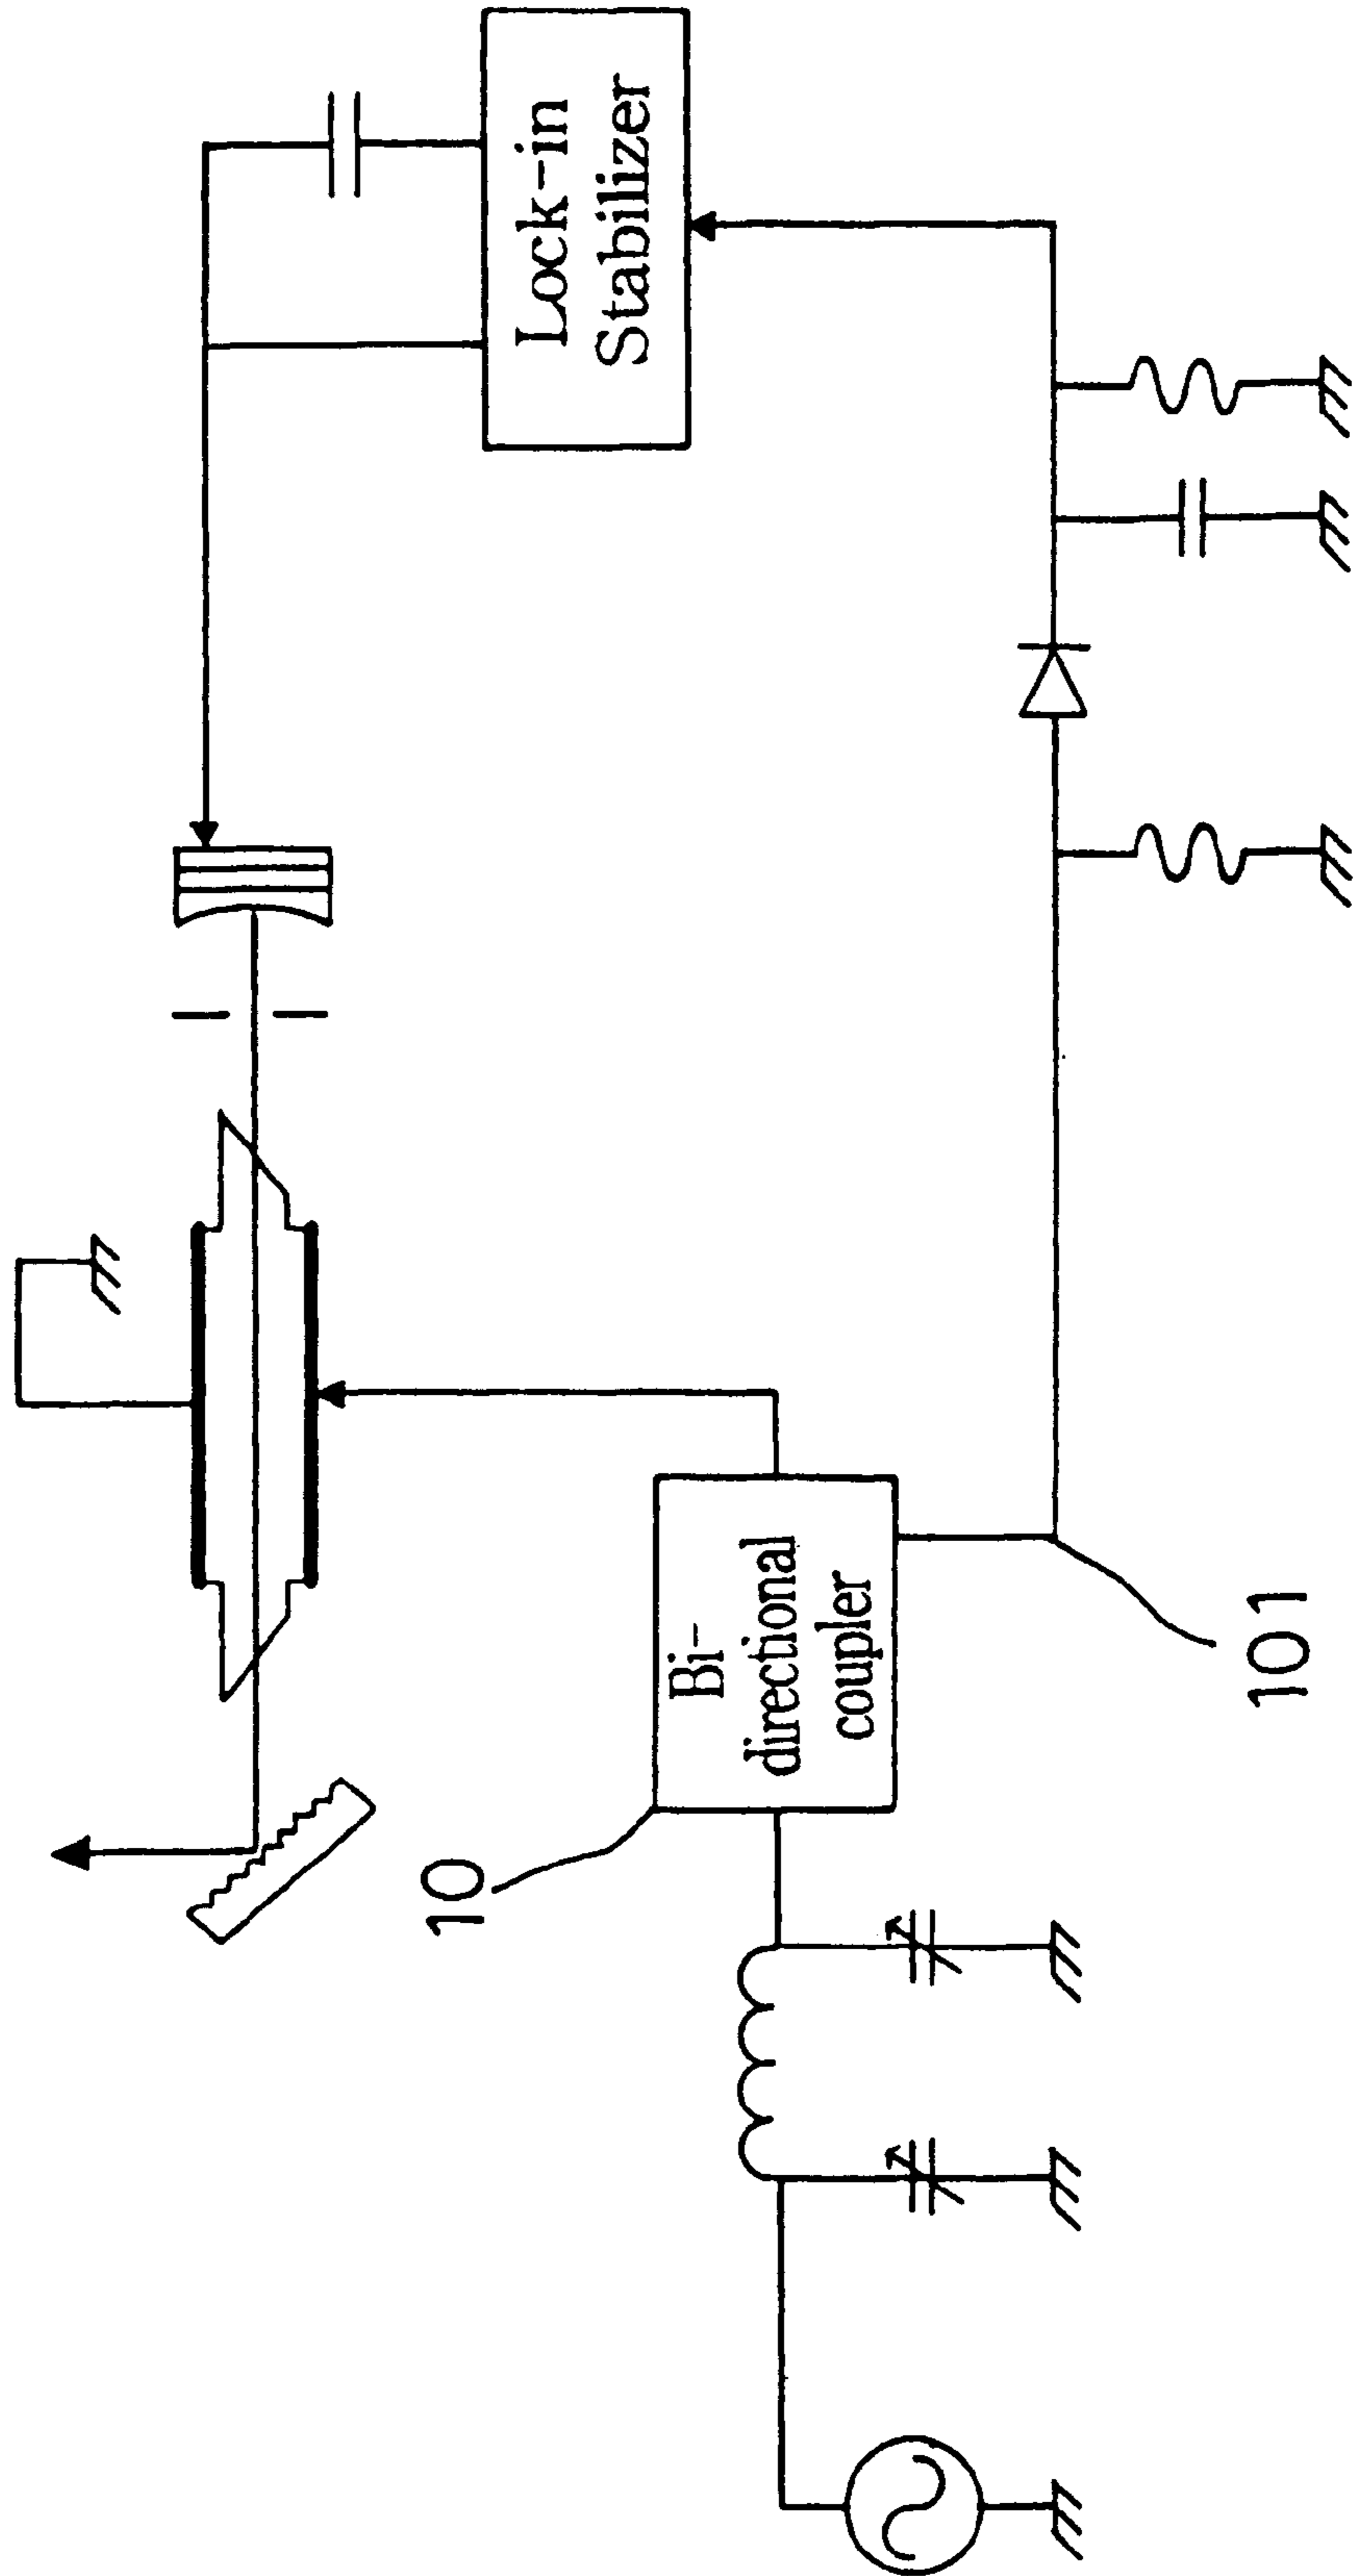 Lock-in
Stabilizer
Bi-
directional
coupler
10
101